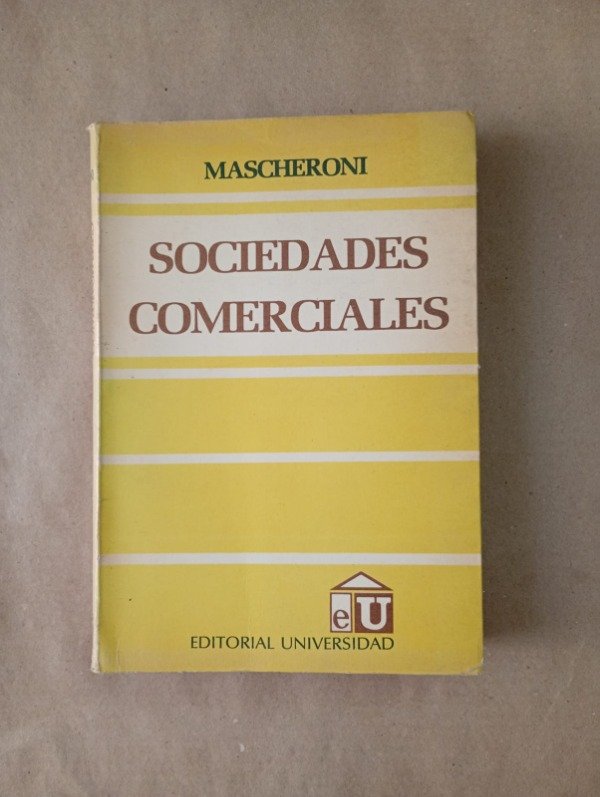 MASCHERONI
SOCIEDADES
COMERCIALES
eU
EDITORIAL UNIVERSIDAD